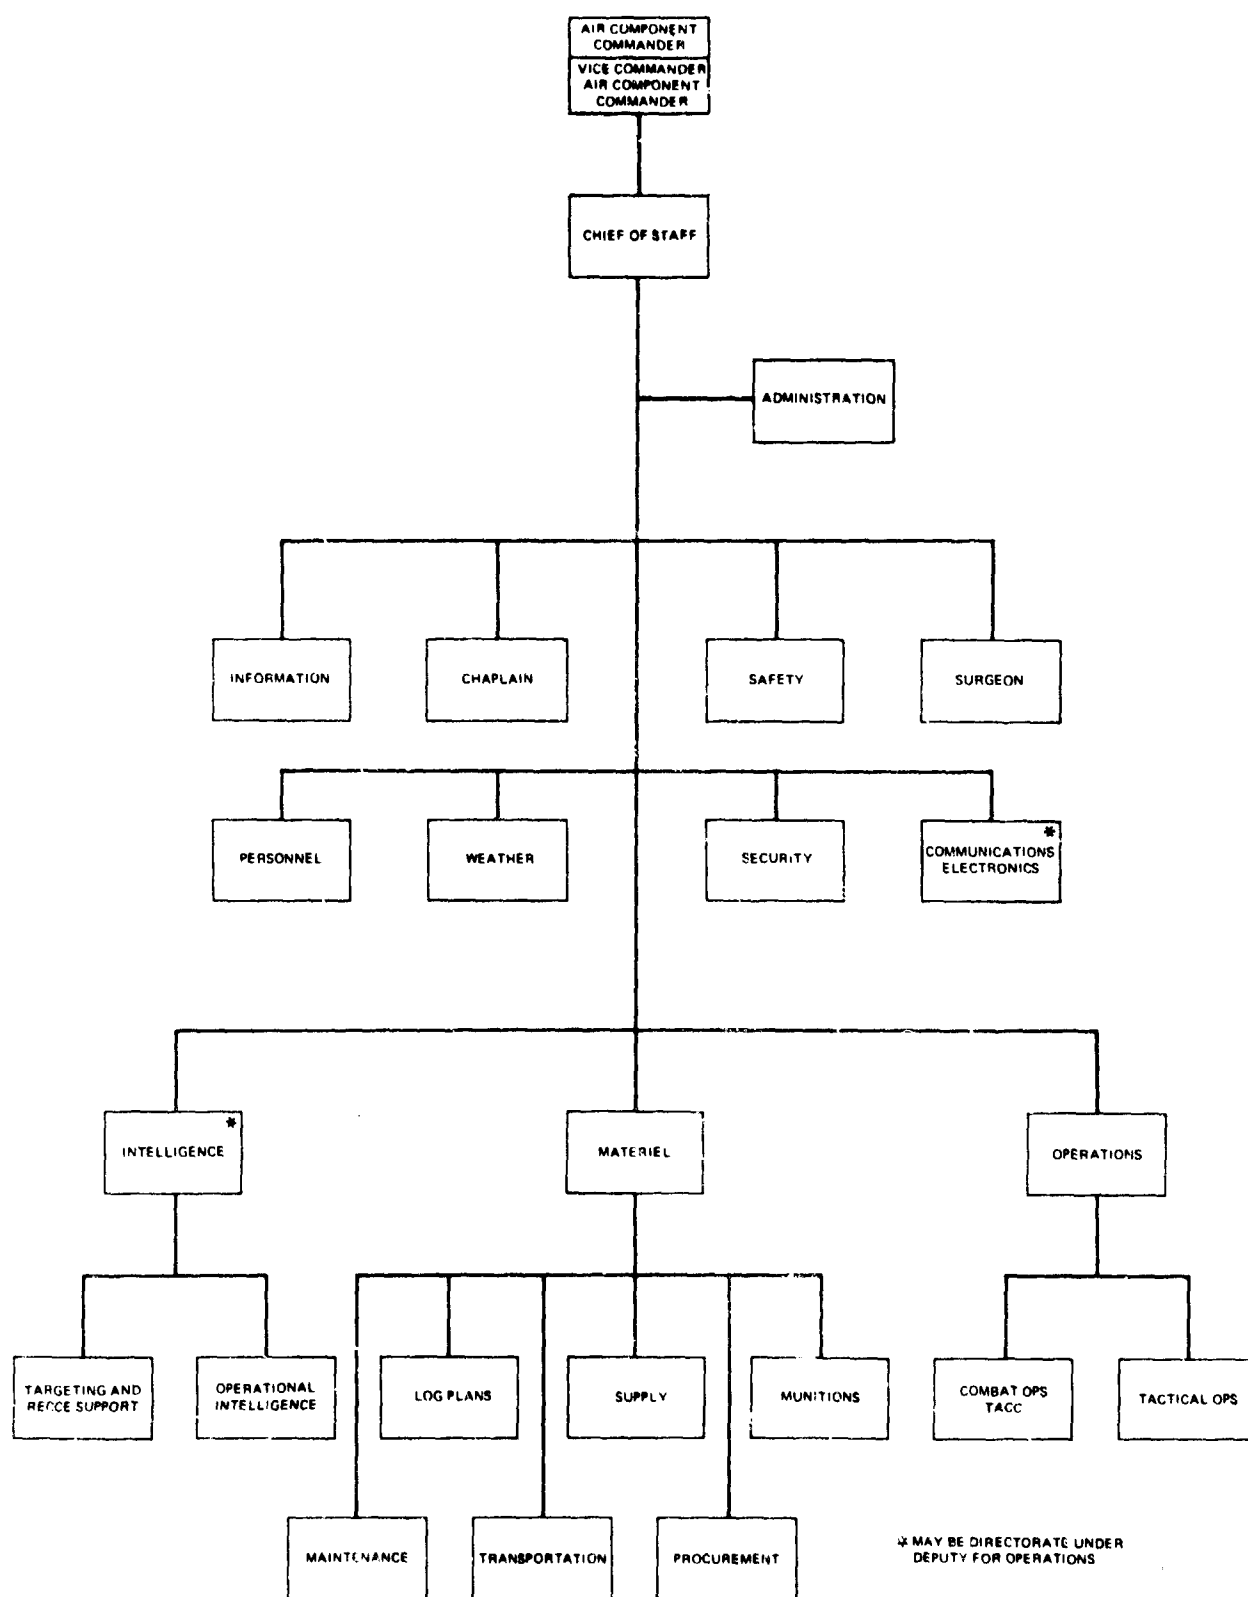 AIR COMPONENT
COMMANDER
VICE COMMANDER
AIR COMPONENT
COMMANDER
CHIEF OF STAFF
ADMINISTRATION
INFORMATION
CHAPLAIN
SAFETY
SURGEON
PERSONNEL
WEATHER
SECURITY
*
COMMUNICATIONS
ELECTRONICS
*
INTELLIGENCE
MATERIEL
OPERATIONS
TARGETING AND
RECCE SUPPORT
OPERATIONAL
INTELLIGENCE
LOG PLANS
SUPPLY
MUNITIONS
COMBAT OPS
TACC
TACTICAL OPS
MAINTENANCE
TRANSPORTATION
PROCUREMENT
* MAY BE DIRECTORATE UNDER
DEPUTY FOR OPERATIONS